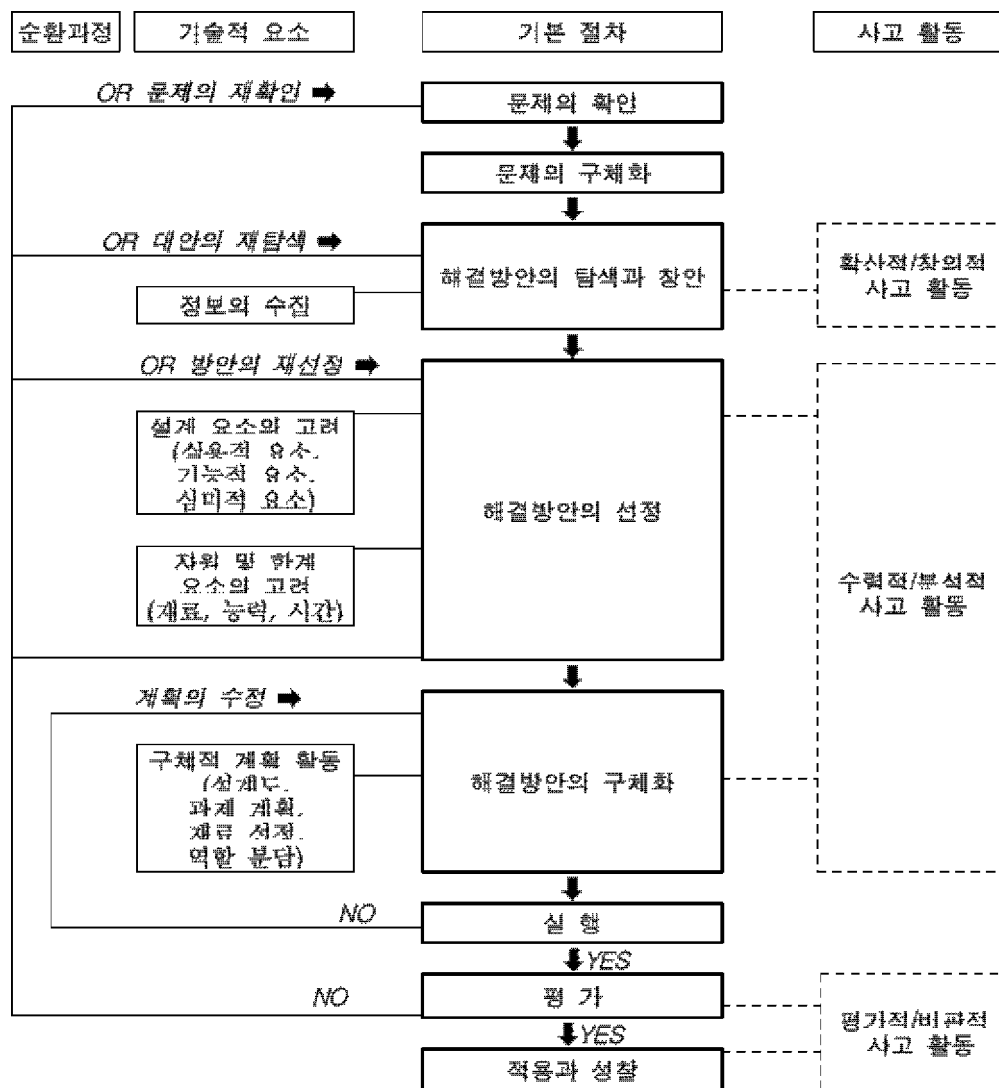 순환과정 기술적 요소 기본 절차 사고 활동
OR 문제의 재확인
문제의 확인
문제의 구체화
OR 대안의 재탐색
해결방안의 탐색과 창안
확산적/창의적
사고 활동
정보의 수집
OR 방안의 재선정
설계 요소의 고려
(실용적 요소,
기능적 요소,
심미적 요소)
해결방안의 선정
자원 및 한계
요소의 고려
(재료, 능력, 시간)
수렴적/분석적
사고 활동
계획의 수정
구체적 계획 활동
(설계도,
과제 계획,
재료 선정,
역할 분담)
해결방안의 구체화
NO
실 행
YES
NO
평 가
평가적/비판적
사고 활동
YES
적용과 성찰